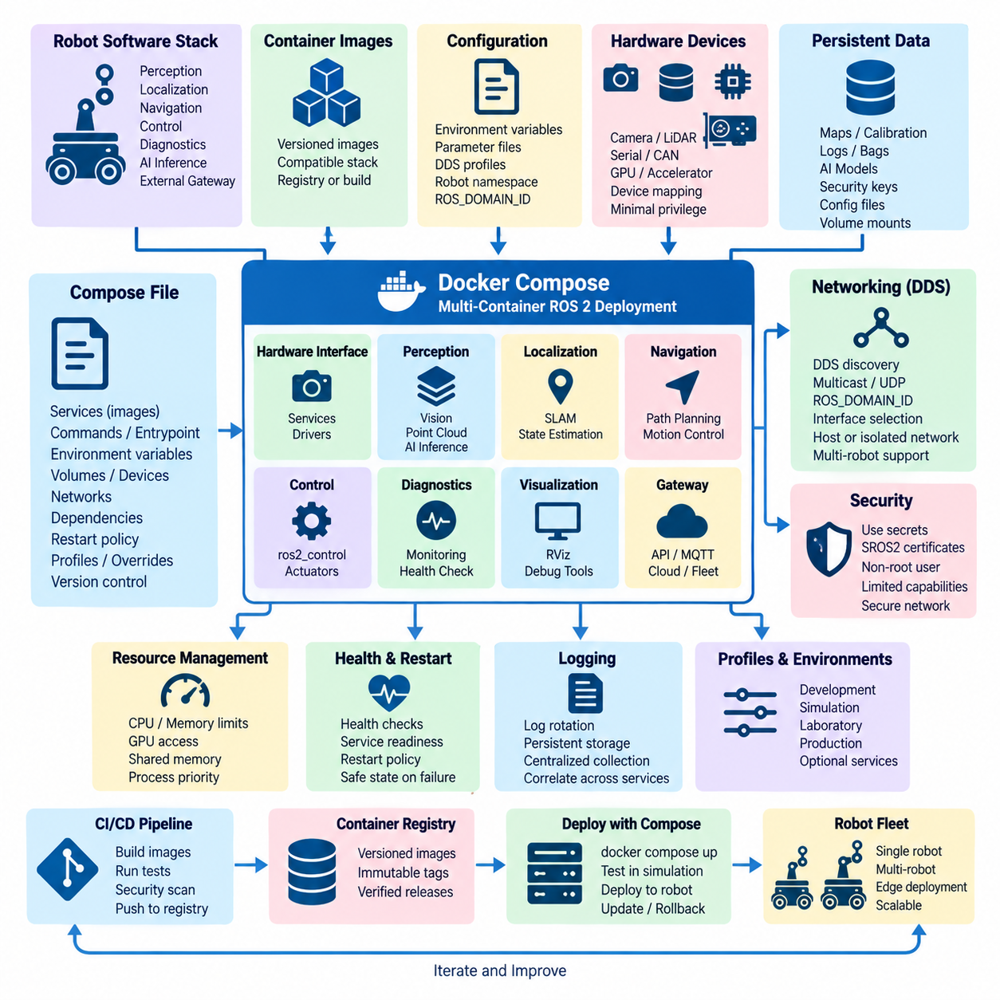 Robot Software Stack
Perception
Localization
Navigation
Control
Diagnostics
AI Inference
External Gateway
Container Images
Versioned images
Compatible stack
Registry or build
Configuration
Environment variables
Parameter files
DDS profiles
Robot namespace
ROS_DOMAIN_ID
Hardware Devices
Camera / LiDAR
Serial / CAN
GPU / Accelerator
Device mapping
Minimal privilege
Persistent Data
Maps / Calibration
Logs / Bags
AI Models
Security keys
Config files
Volume mounts
Compose File
Services (images)
Commands / Entrypoint
Environment variables
Volumes / Devices
Networks
Dependencies
Restart policy
Profiles / Overrides
Version control
Docker Compose
Multi-Container ROS 2 Deployment
Hardware Interface
Services
Drivers
Perception
Vision
Point Cloud
AI Inference
Localization
SLAM
State Estimation
Navigation
Path Planning
Motion Control
Control
ros2_control
Actuators
Diagnostics
Monitoring
Health Check
Visualization
RViz
Debug Tools
Gateway
API / MQTT
Cloud / Fleet
Networking (DDS)
DDS discovery
Multicast / UDP
ROS_DOMAIN_ID
Interface selection
Host or isolated network
Multi-robot support
Security
Use secrets
SROS2 certificates
Non-root user
Limited capabilities
Secure network
Resource Management
CPU / Memory limits
GPU access
Shared memory
Process priority
Health & Restart
Health checks
Service readiness
Restart policy
Safe state on failure
Logging
Log rotation
Persistent storage
Centralized collection
Correlate across services
Profiles & Environments
Development
Simulation
Laboratory
Production
Optional services
CI/CD Pipeline
Build images
Run tests
Security scan
Push to registry
Container Registry
Versioned images
Immutable tags
Verified releases
Deploy with Compose
docker compose up
Test in simulation
Deploy to robot
Update / Rollback
Robot Fleet
Single robot
Multi-robot
Edge deployment
Scalable
Iterate and Improve